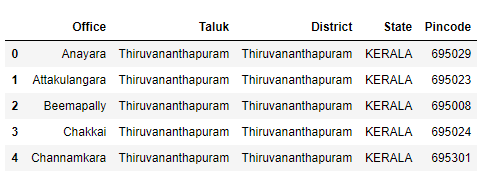 Office Taluk District State Pincode
0 Anayara Thiruvananthapuram Thiruvananthapuram KERALA 695029
1 Attakulangara Thiruvananthapuram Thiruvananthapuram KERALA 695023
2 Beemapally Thiruvananthapuram Thiruvananthapuram KERALA 695008
3 Chakkai Thiruvananthapuram Thiruvananthapuram KERALA 695024
4 Channamkara Thiruvananthapuram Thiruvananthapuram KERALA 695301